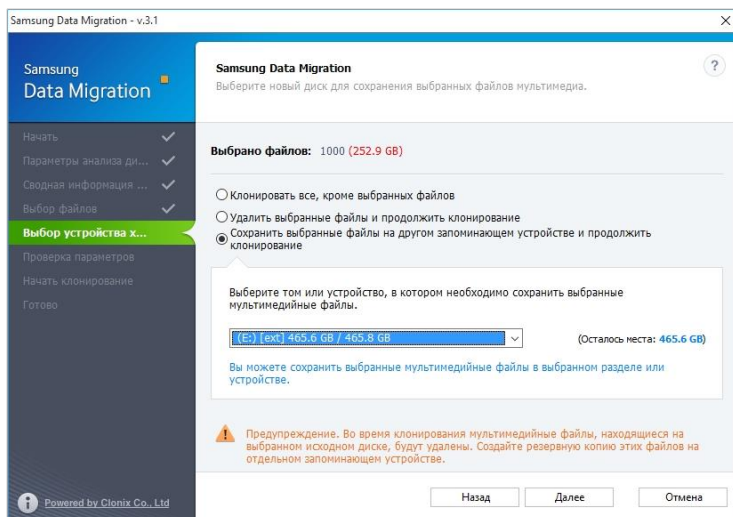 Samsung Data Migration - v.3.1
Samsung
Data Migration
Начать
Параметры анализа ди...
Сводная информация ...
Выбор файлов
Выбор устройства х...
Проверка параметров
Начать клонирование
Готово
Powered by Clonix Co., Ltd
Samsung Data Migration
?
Выберите новый диск для сохранения выбранных файлов мультимедиа.
Выбрано файлов: 1000 (252.9 GB)
Клонировать все, кроме выбранных файлов
Удалить выбранные файлы и продолжить клонирование
Сохранить выбранные файлы на другом запоминающем устройстве и продолжить
клонирование
Выберите том или устройство, в котором необходимо сохранить выбранные
мультимедийные файлы.
(E:) [ext] 465.6 GB / 465.8 GB
(Осталось места: 465.6 GB)
Вы можете сохранить выбранные мультимедийные файлы в выбранном разделе или
устройстве.
Предупреждение. Во время клонирования мультимедийные файлы, находящиеся на
выбранном исходном диске, будут удалены. Создайте резервную копию этих файлов на
отдельном запоминающем устройстве.
Назад
Далее
Отмена